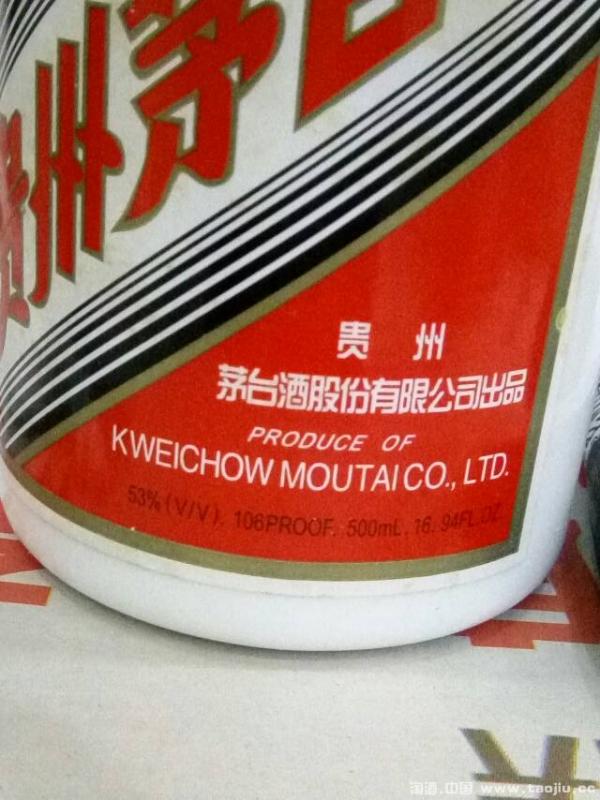 贵州茅台
贵 州
茅台酒股份有限公司出品
PRODUCE OF
KWEICHOW MOUTAI CO., LTD.
53% (V/V). 106PROOF. 500mL. 16. 94FL.OZ
淘酒.中国 www.taojiu.cc